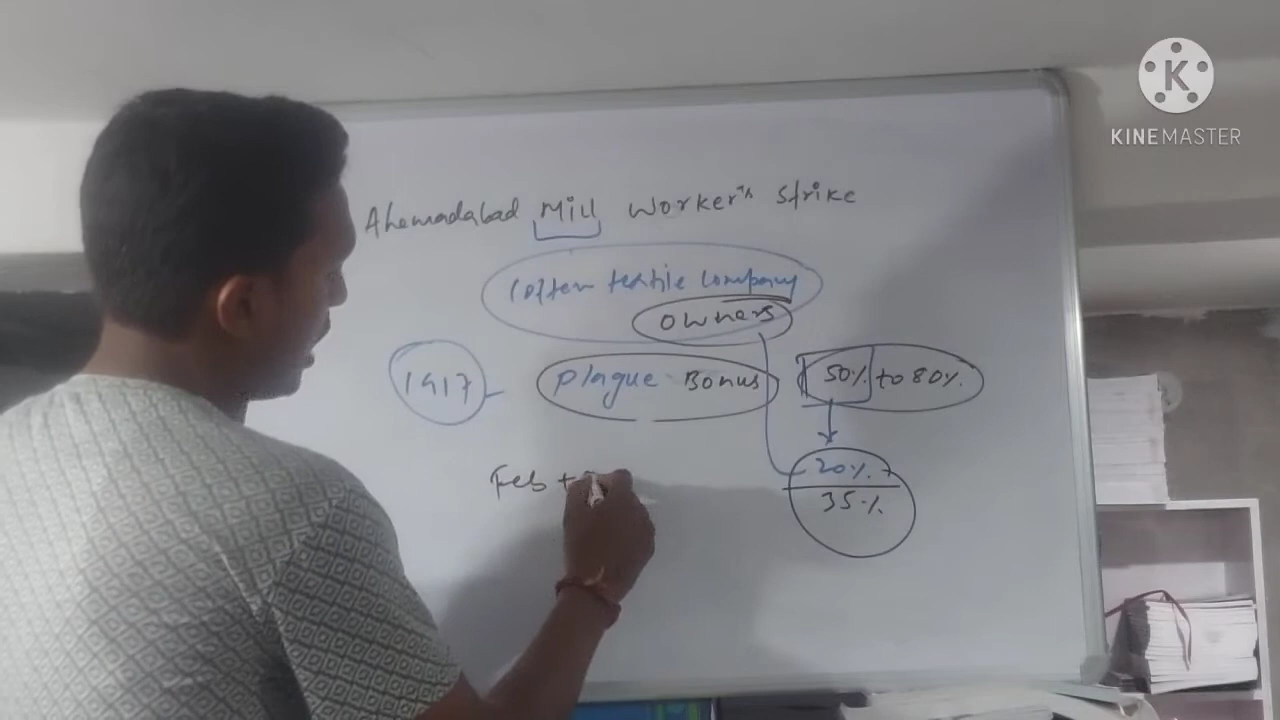 KINEMASTER
Ahemadabad Mill Worker's Strike
Cotten textile company
owners
1917 Plague Bonus 50% to 80%
20% +
35%
Feb +